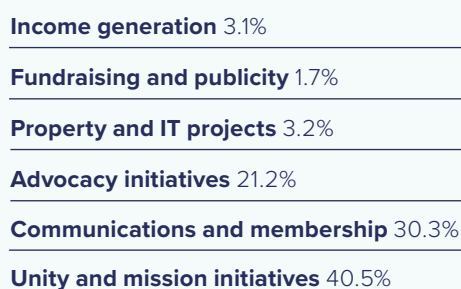 Income generation 3.1%
Fundraising and publicity 1.7%
Property and IT projects 3.2%
Advocacy initiatives 21.2%
Communications and membership 30.3%
Unity and mission initiatives 40.5%